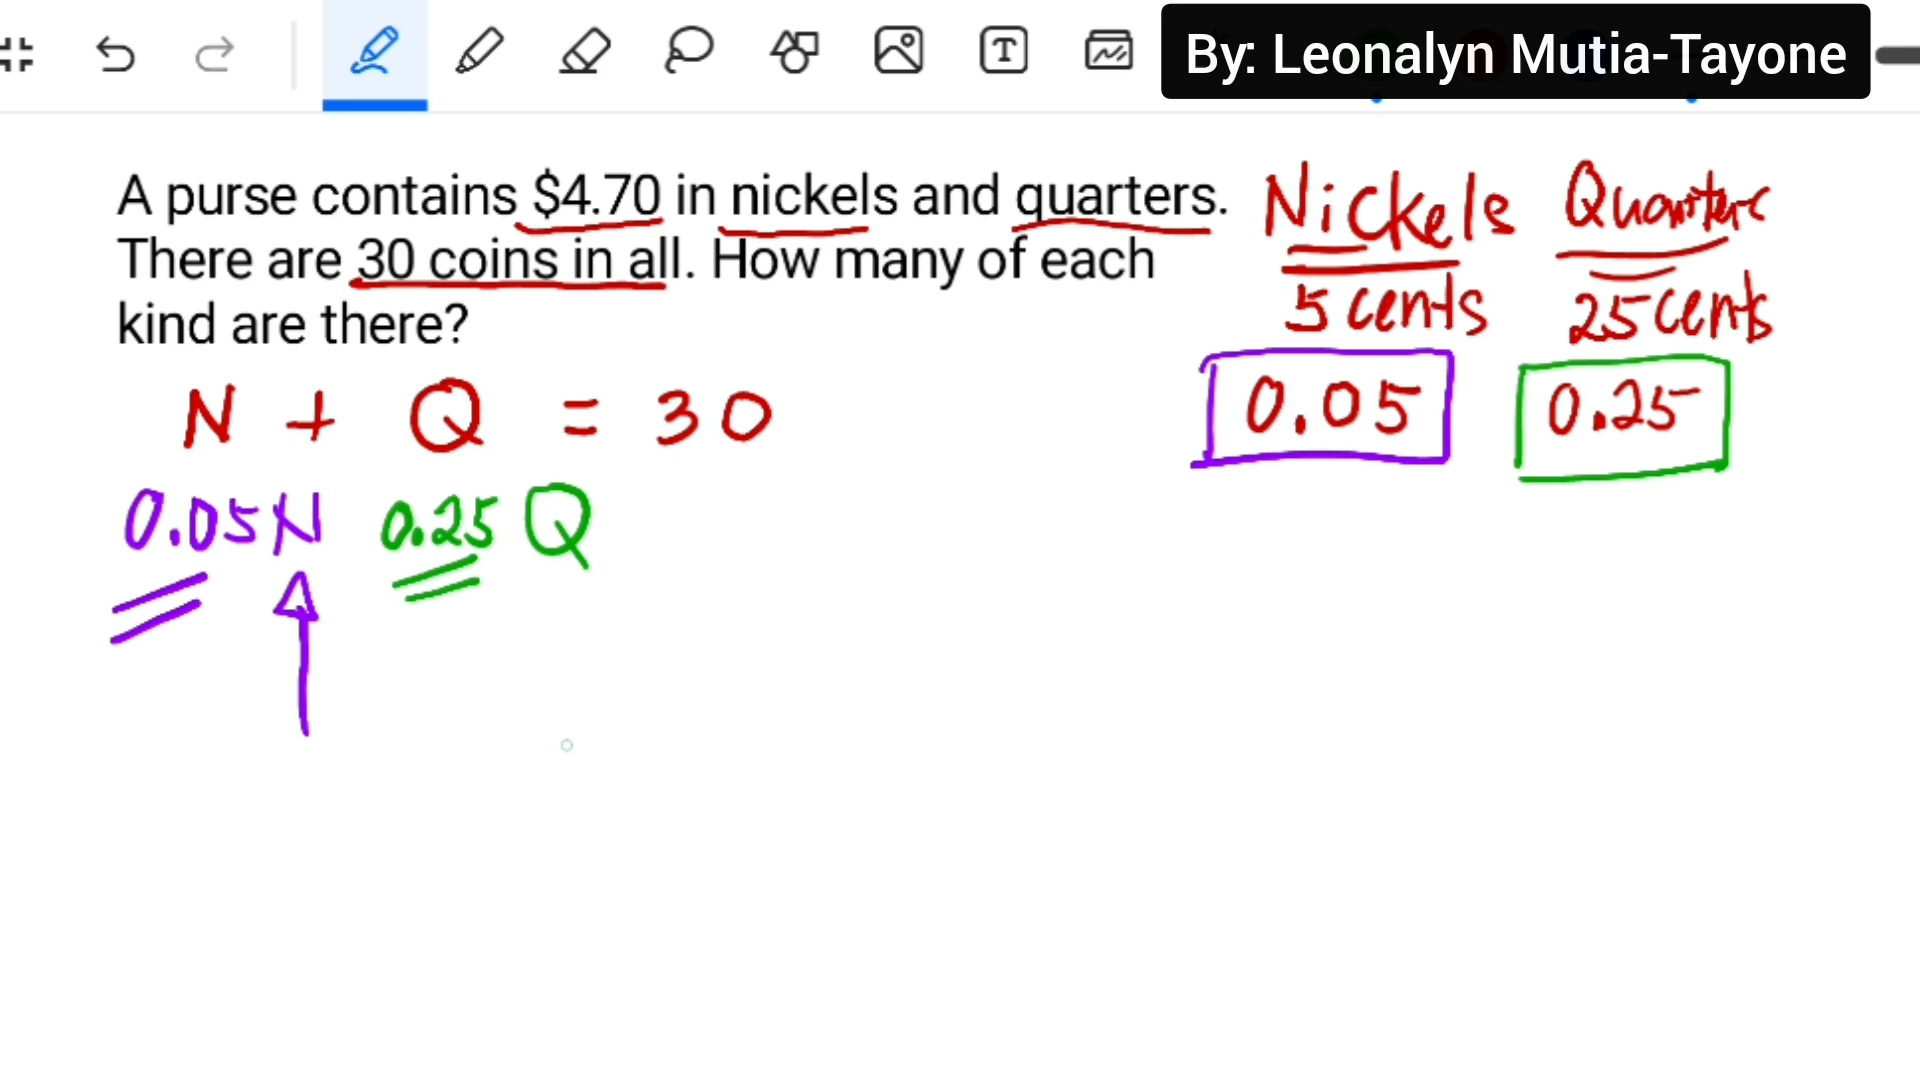 By: Leonalyn Mutia-Tayone
A purse contains $4.70 in nickels and quarters.
There are 30 coins in all. How many of each
kind are there?
Nickels Quarters
5 cents 25 cents
0.05 0.25
N + Q = 30
0.05N 0.25 Q